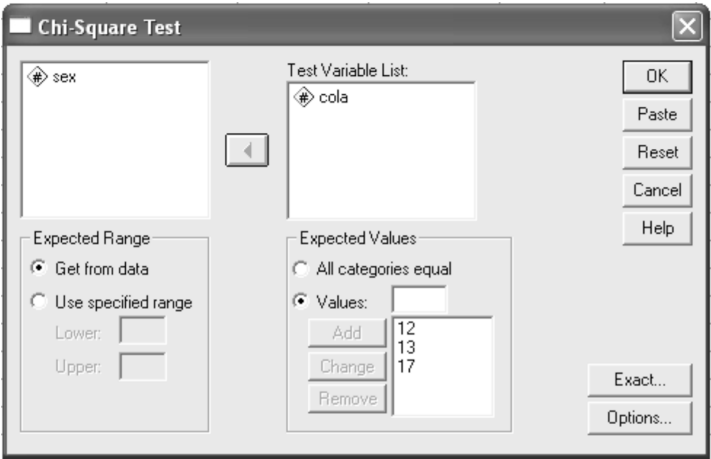 Chi-Square Test
sex
Test Variable List:
cola
OK
Paste
Reset
Cancel
Help
Expected Range
Get from data
Use specified range
Lower:
Upper:
Expected Values
All categories equal
Values:
Add
Change
Remove
12
13
17
Exact...
Options...